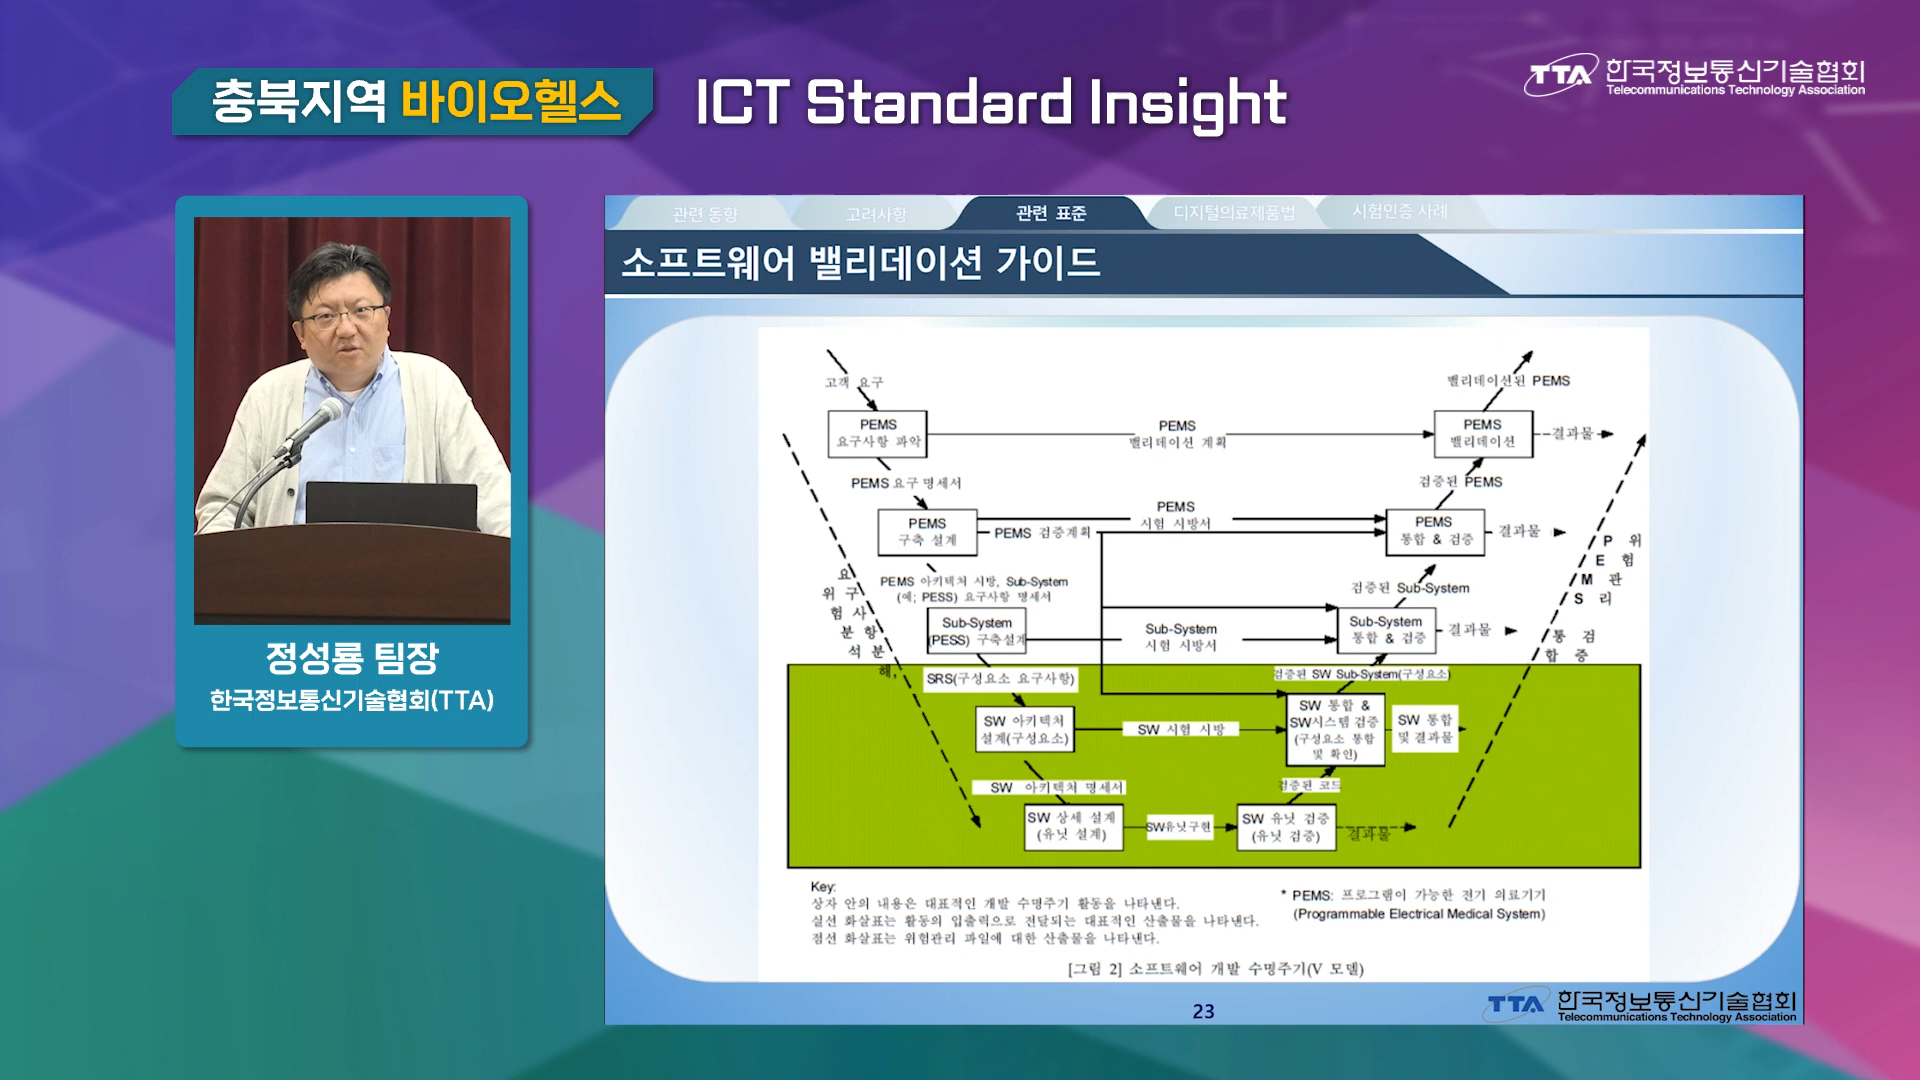 충북지역 바이오헬스 ICT Standard Insight
TTA 한국정보통신기술협회
Telecommunications Technology Association
정성룡 팀장
한국정보통신기술협회(TTA)
관련 동향
고려사항
관련 표준
디지털의료제품법
시험인증 사례
소프트웨어 밸리데이션 가이드
고객 요구
밸리데이션된 PEMS
PEMS
요구사항 파악
PEMS
밸리데이션 계획
PEMS
밸리데이션
결과물
PEMS 요구 명세서
검증된 PEMS
PEMS
구축 설계
PEMS 검증계획
PEMS
시험 시방서
PEMS
통합 & 검증
결과물
PEMS 아키텍처 시방, Sub-System
(예; PESS) 요구사항 명세서
검증된 Sub-System
Sub-System
(PESS) 구축설계
Sub-System
시험 시방서
Sub-System
통합 & 검증
결과물
요구사항분해,
위험분석
PEMS
위험관리
통합
검증
SRS(구성요소 요구사항)
검증된 SW Sub-System(구성요소)
SW 아키텍처
설계(구성요소)
SW 시험 시방
SW 통합 &
SW시스템 검증
(구성요소 통합
및 확인)
SW 통합
및 결과물
SW 아키텍처 명세서
검증된 코드
SW 상세 설계
(유닛 설계)
SW유닛구현
SW 유닛 검증
(유닛 검증)
결과물
Key:
상자 안의 내용은 대표적인 개발 수명주기 활동을 나타낸다.
실선 화살표는 활동의 입출력으로 전달되는 대표적인 산출물을 나타낸다.
점선 화살표는 위험관리 파일에 대한 산출물을 나타낸다.
* PEMS: 프로그램이 가능한 전기 의료기기
(Programmable Electrical Medical System)
[그림 2] 소프트웨어 개발 수명주기(V 모델)
23
TTA 한국정보통신기술협회
Telecommunications Technology Association